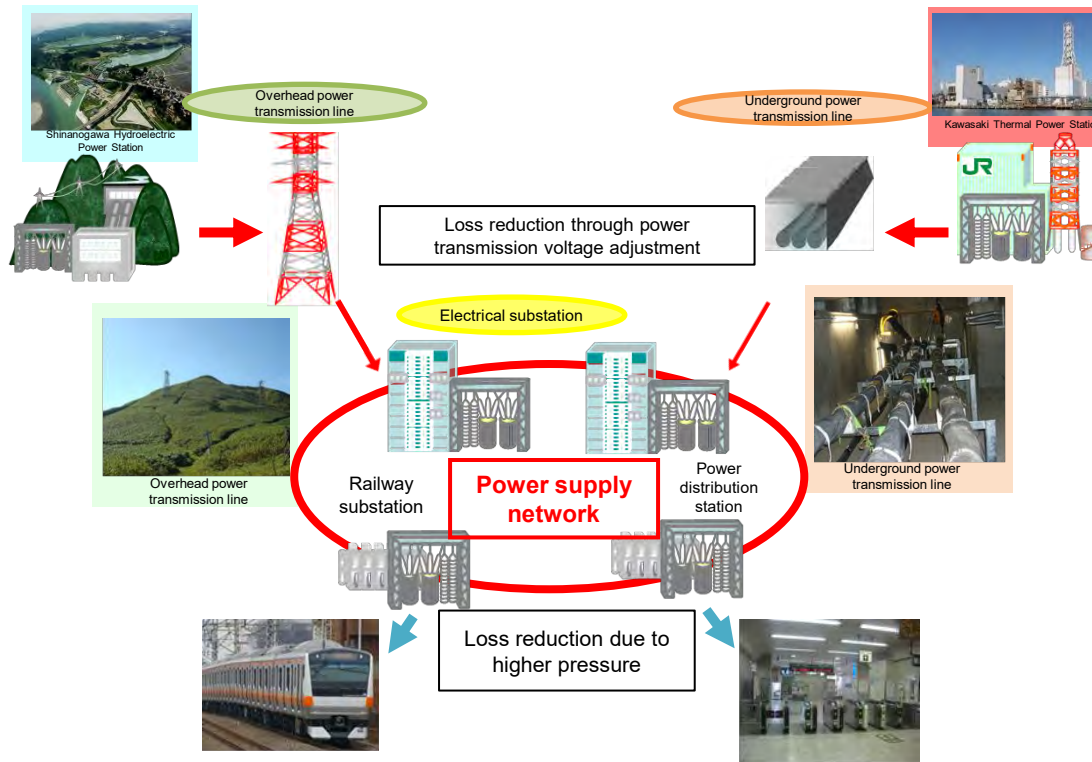 Overhead power
transmission line
Underground power
transmission line
Shinanogawa Hydroelectric
Power Station
Kawasaki Thermal Power Stati
JR
Loss reduction through power
transmission voltage adjustment
Electrical substation
Overhead power
transmission line
Railway
substation
Power supply
network
Power
distribution
station
Underground power
transmission line
Loss reduction due to
higher pressure